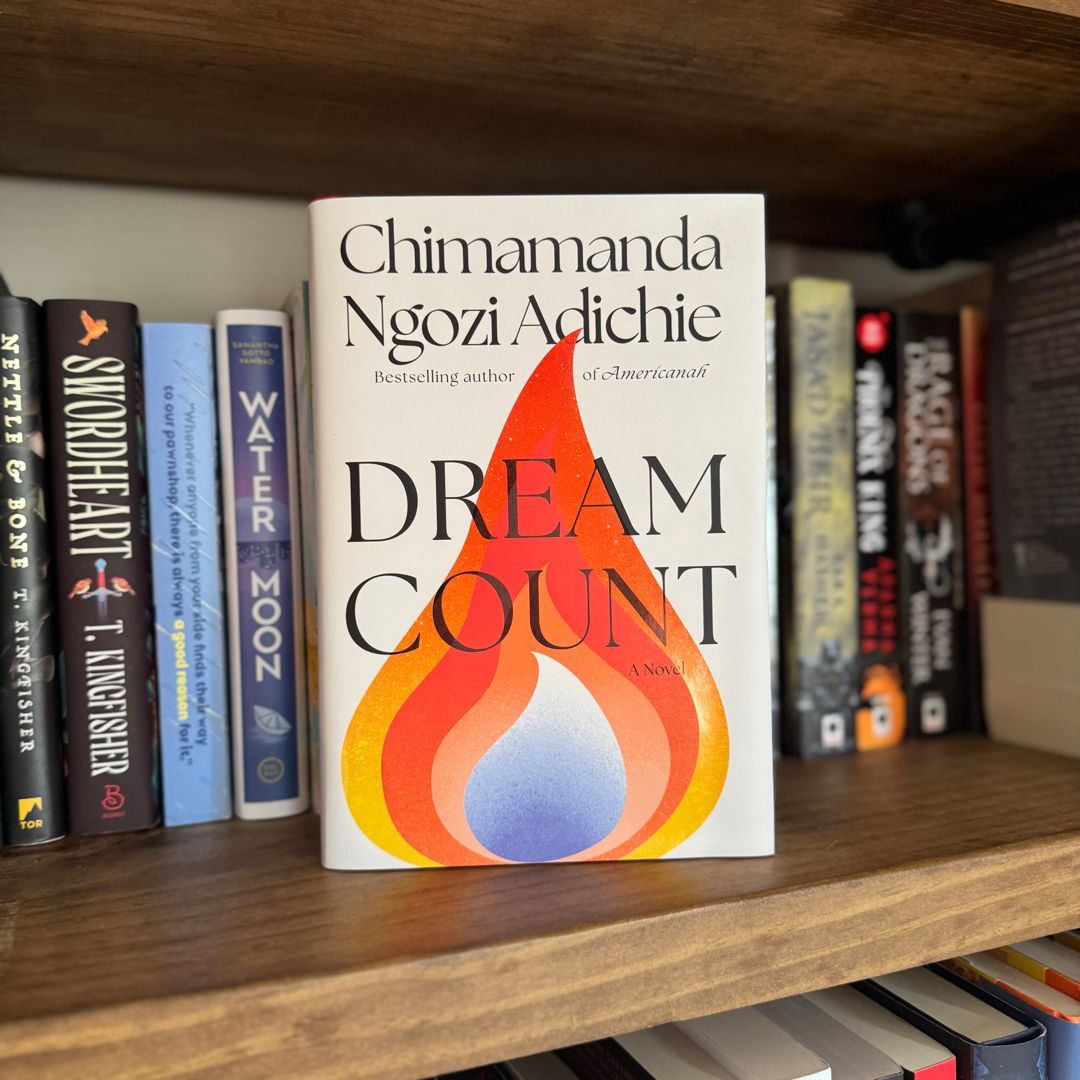 Chimamanda
Ngozi Adichie
Bestselling author of Americanah
DREAM
COUNT
A Novel
NETTLE & BONE T. KINGFISHER
TOR
SWORDHEART T. KINGFISHER
"Whenever anyone from your side finds their way
to our pawnshop, there is always a good reason for it."
SAMANTHA
SOTTO
YAMBAO
WATER MOON
KING
DRAGONS
EVAN
WINTER